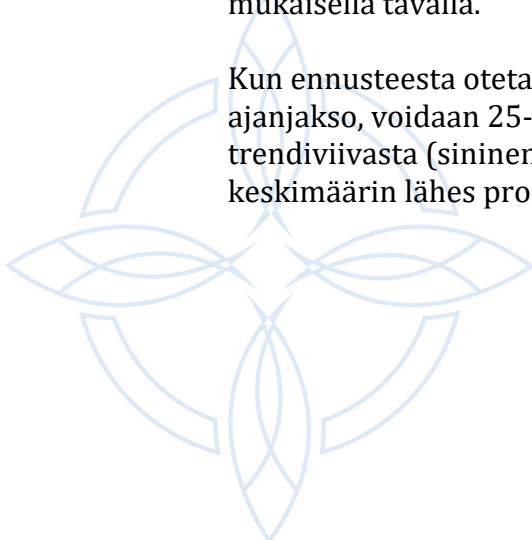 mukaisella tavalla.
Kun ennusteesta oteta
ajanjakso, voidaan 25-
trendiviivasta (sininen
keskimäärin lähes pro